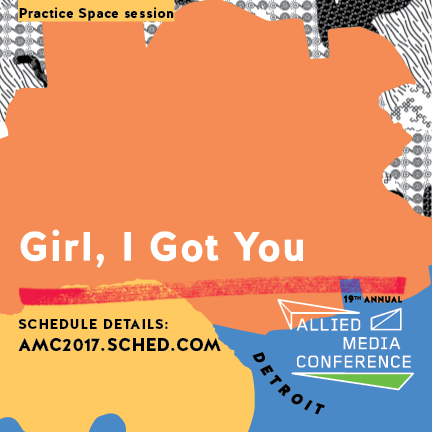 Practice Space session
Girl, I Got You
19TH ANNUAL
SCHEDULE DETAILS:
AMC2017.SCHED.COM
ALLIED
MEDIA
CONFERENCE
DETROIT